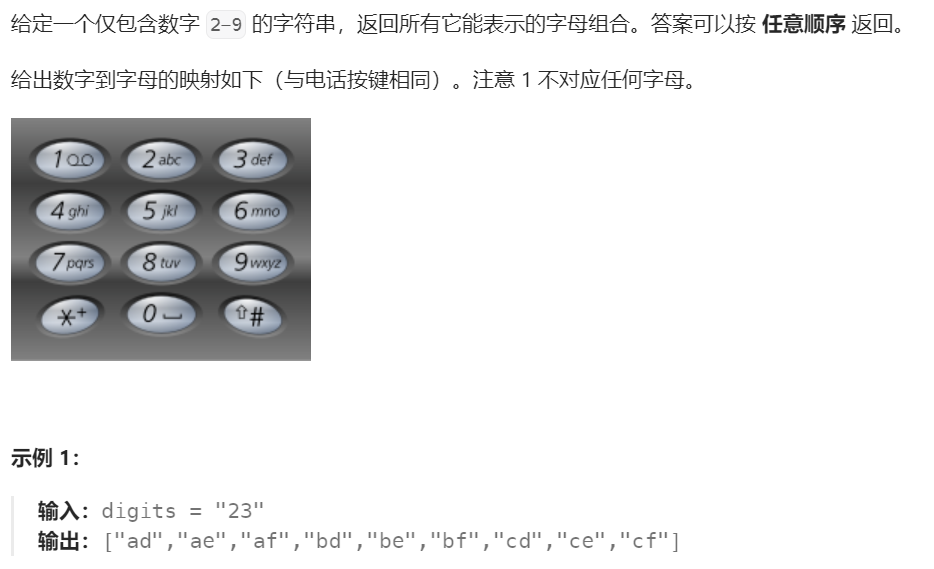 给定一个仅包含数字 2-9 的字符串，返回所有它能表示的字母组合。答案可以按 任意顺序 返回。
给出数字到字母的映射如下（与电话按键相同）。注意 1 不对应任何字母。
1 2 abc 3 def
4 ghi 5 jkl 6 mno
7 pqrs 8 tuv 9 wxyz
*+ 0 #
示例 1：
输入：digits = "23"
输出：["ad","ae","af","bd","be","bf","cd","ce","cf"]